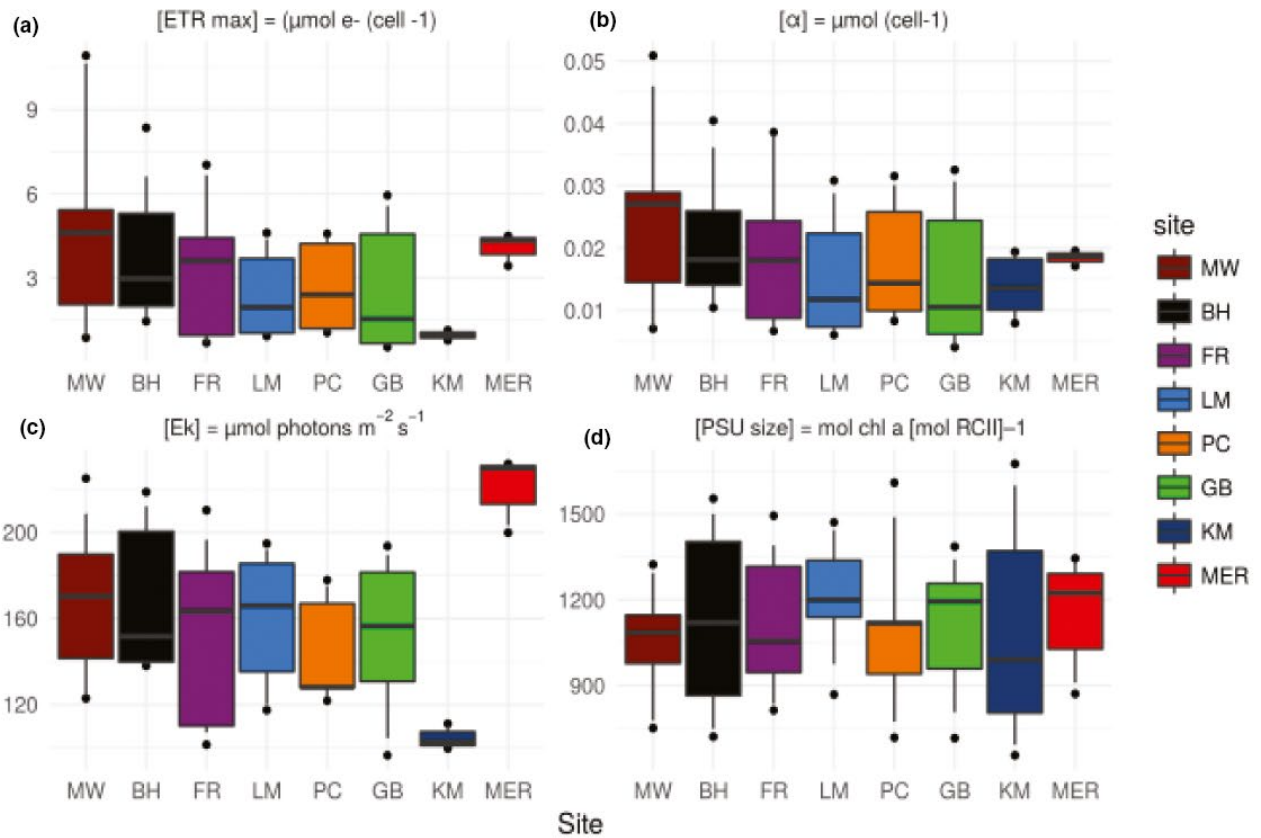 (a) [ETR max] = (μmol e- (cell -1)
9
6
3
MW BH FR LM PC GB KM MER
(b) [α] = μmol (cell-1)
0.05
0.04
0.03
0.02
0.01
MW BH FR LM PC GB KM MER
(c) [Ek] = μmol photons m⁻² s⁻¹
200
160
120
MW BH FR LM PC GB KM MER
(d) [PSU size] = mol chl a [mol RCII]–1
1500
1200
900
MW BH FR LM PC GB KM MER
Site
site
MW
BH
FR
LM
PC
GB
KM
MER